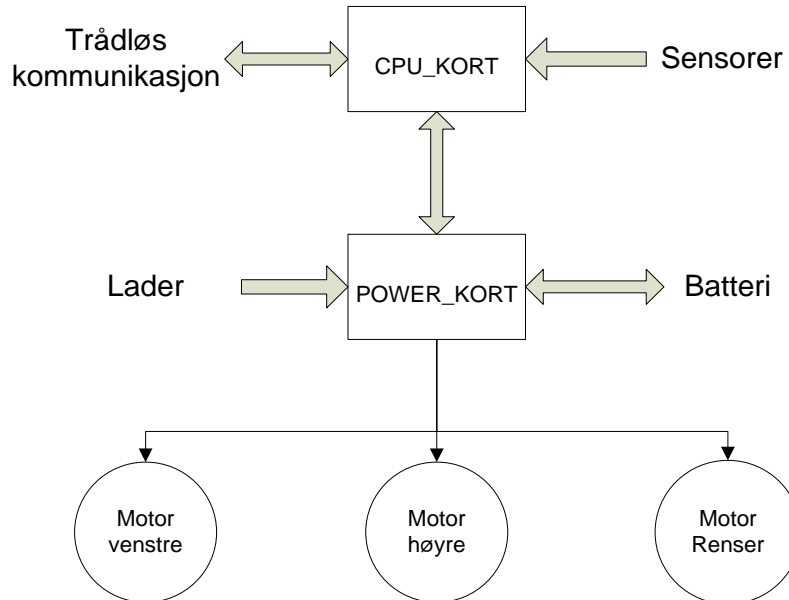 Trådløs
kommunikasjon
CPU_KORT
Sensorer
Lader
POWER_KORT
Batteri
Motor
venstre
Motor
høyre
Motor
Renser